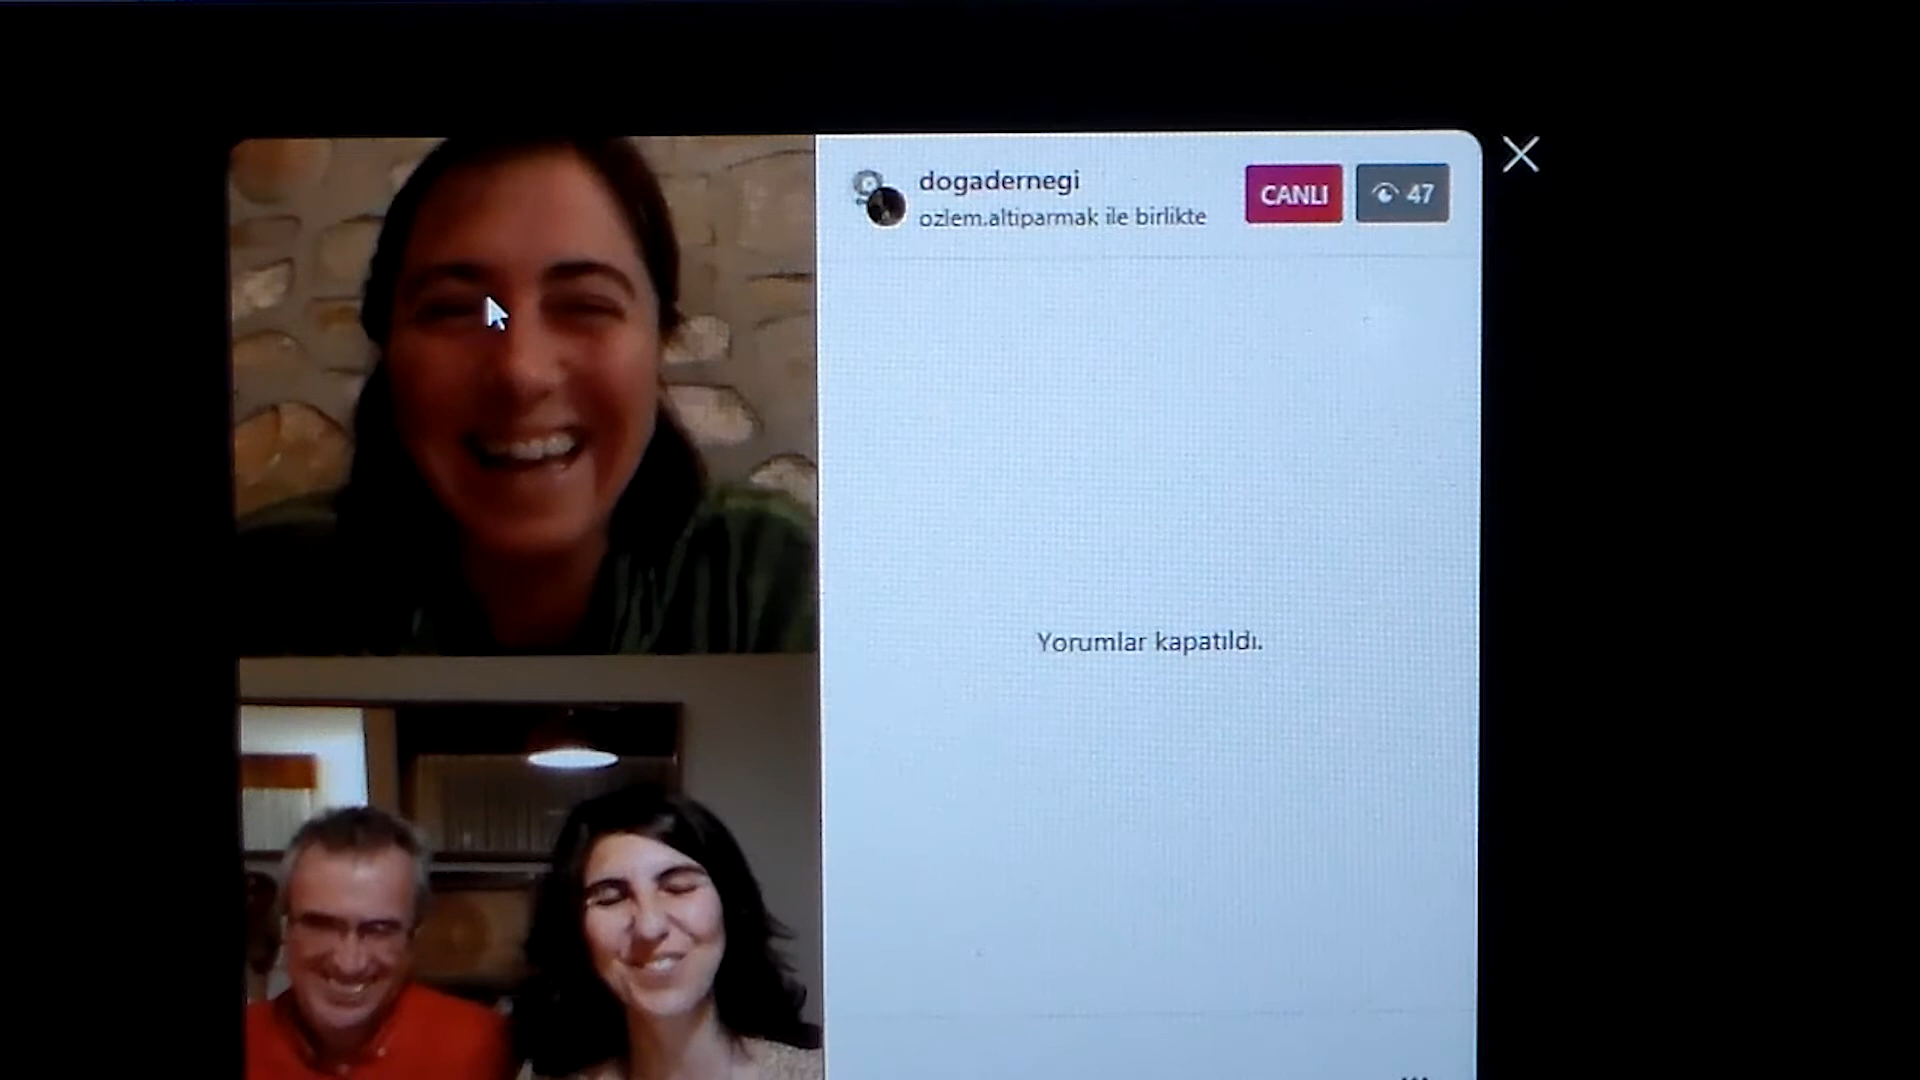 dogadernegi
ozlem.altiparmak ile birlikte
CANLI
47
Yorumlar kapatıldı.